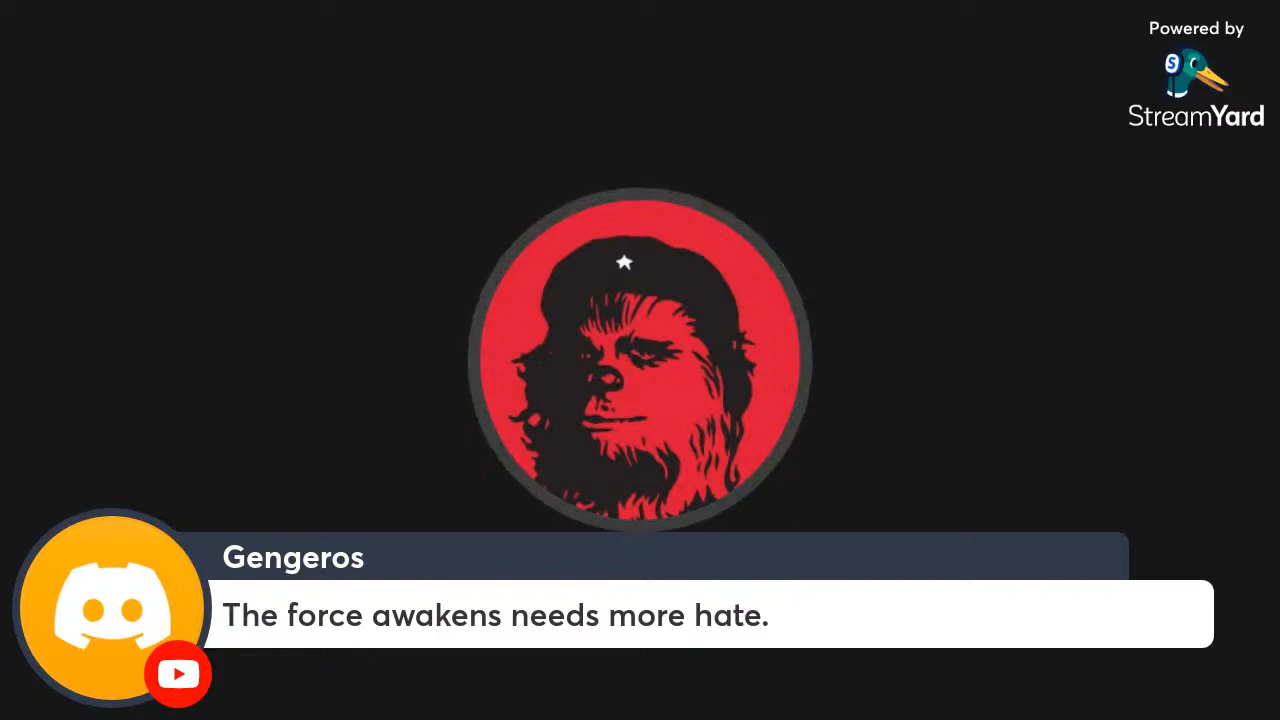 Powered by
S
StreamYard
Gengeros
The force awakens needs more hate.